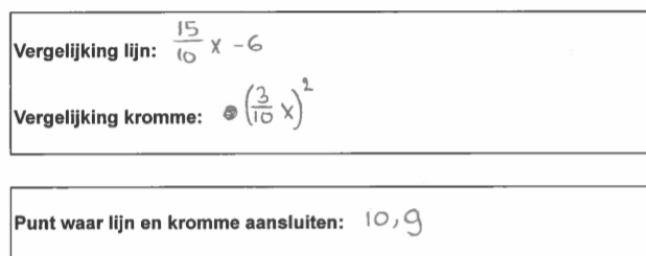 Vergelijking lijn: 15/10 x - 6
Vergelijking kromme: (3/10 x)²
Punt waar lijn en kromme aansluiten: 10,9